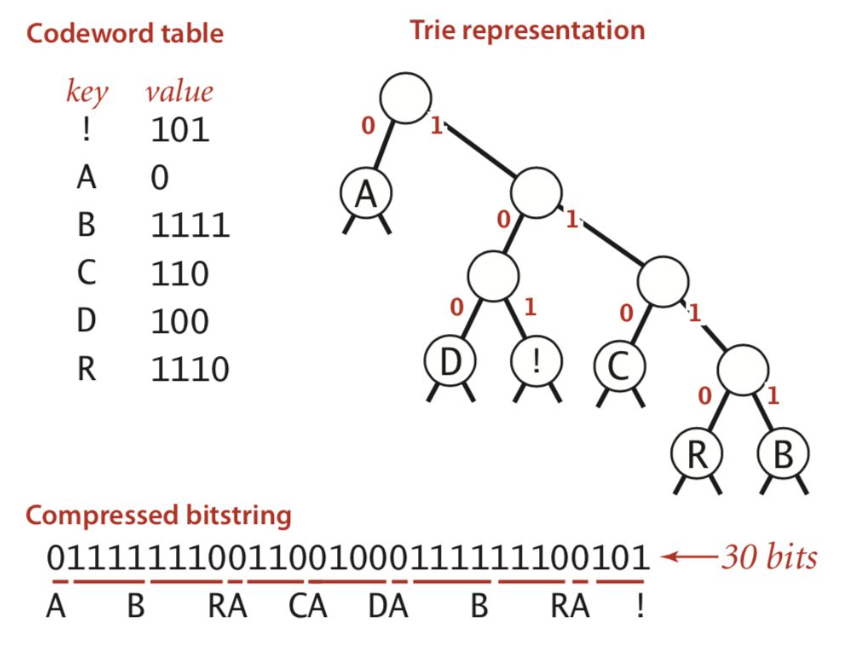 Codeword table
key value
! 101
A 0
B 1111
C 110
D 100
R 1110
Trie representation
0 1
A
0 1
0 1 0 1
D ! C
0 1
R B
Compressed bitstring
011111110011001000111111100101 30 bits
A B RA CA DA B RA !